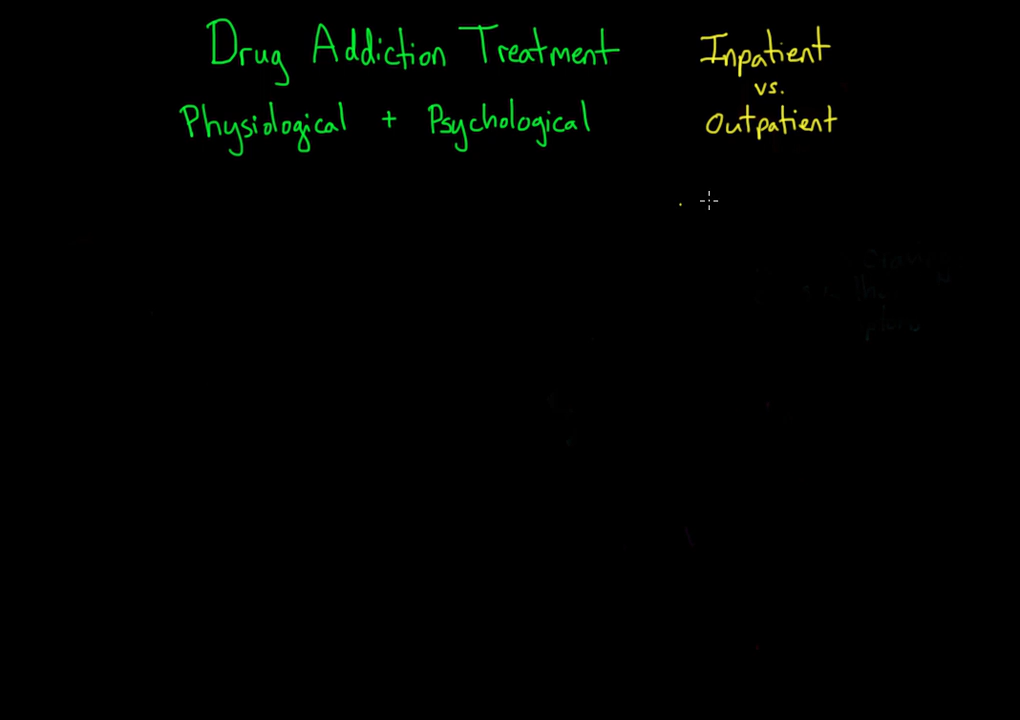 Drug Addiction Treatment
Physiological + Psychological
Inpatient
vs.
Outpatient